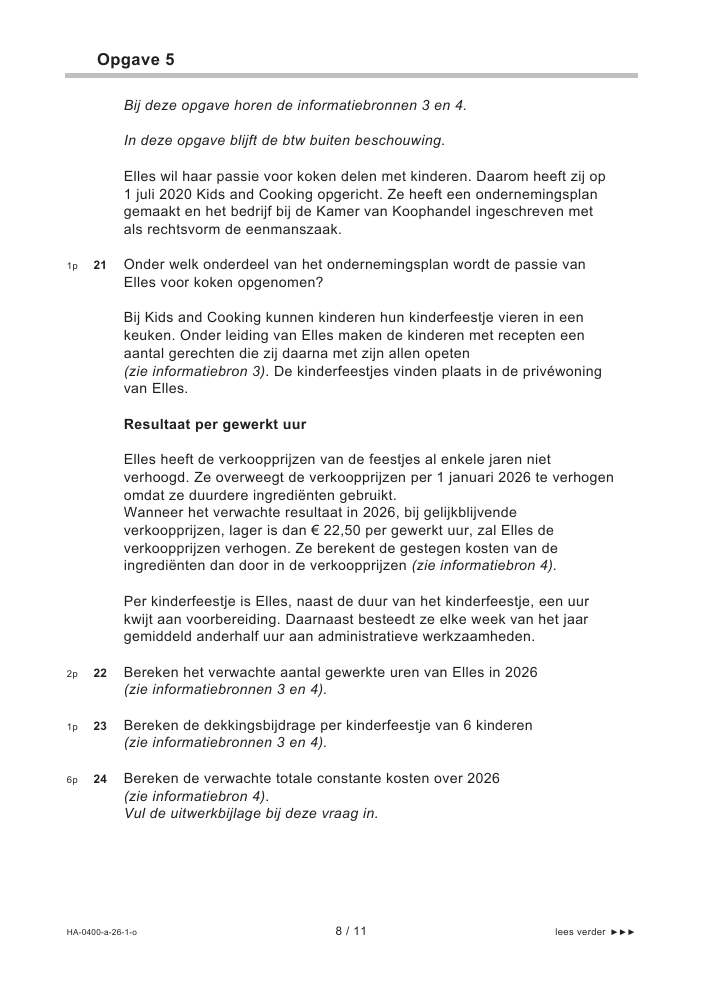 Opgave 5
Bij deze opgave horen de informatiebronnen 3 en 4.
In deze opgave blijft de btw buiten beschouwing.
Elles wil haar passie voor koken delen met kinderen. Daarom heeft zij op
1 juli 2020 Kids and Cooking opgericht. Ze heeft een ondernemingsplan
gemaakt en het bedrijf bij de Kamer van Koophandel ingeschreven met
als rechtsvorm de eenmanszaak.
1p 21 Onder welk onderdeel van het ondernemingsplan wordt de passie van
Elles voor koken opgenomen?
Bij Kids and Cooking kunnen kinderen hun kinderfeestje vieren in een
keuken. Onder leiding van Elles maken de kinderen met recepten een
aantal gerechten die zij daarna met zijn allen opeten
(zie informatiebron 3). De kinderfeestjes vinden plaats in de privéwoning
van Elles.
Resultaat per gewerkt uur
Elles heeft de verkoopprijzen van de feestjes al enkele jaren niet
verhoogd. Ze overweegt de verkoopprijzen per 1 januari 2026 te verhogen
omdat ze duurdere ingrediënten gebruikt.
Wanneer het verwachte resultaat in 2026, bij gelijkblijvende
verkoopprijzen, lager is dan € 22,50 per gewerkt uur, zal Elles de
verkoopprijzen verhogen. Ze berekent de gestegen kosten van de
ingrediënten dan door in de verkoopprijzen (zie informatiebron 4).
Per kinderfeestje is Elles, naast de duur van het kinderfeestje, een uur
kwijt aan voorbereiding. Daarnaast besteedt ze elke week van het jaar
gemiddeld anderhalf uur aan administratieve werkzaamheden.
2p 22 Bereken het verwachte aantal gewerkte uren van Elles in 2026
(zie informatiebronnen 3 en 4).
1p 23 Bereken de dekkingsbijdrage per kinderfeestje van 6 kinderen
(zie informatiebronnen 3 en 4).
6p 24 Bereken de verwachte totale constante kosten over 2026
(zie informatiebron 4).
Vul de uitwerkbijlage bij deze vraag in.
HA-0400-a-26-1-o 8 / 11 lees verder ►►►